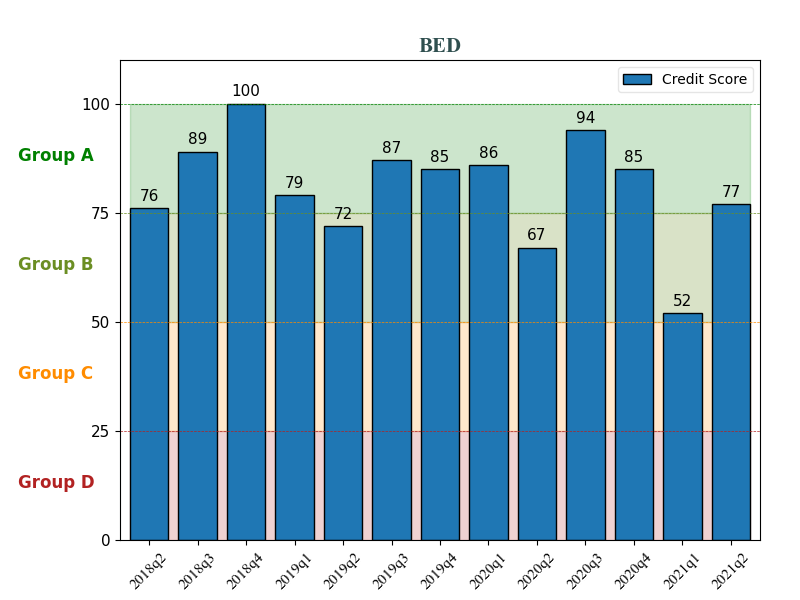 BED
Credit Score
100
75
50
25
0
Group A
Group B
Group C
Group D
76
89
100
79
72
87
85
86
67
94
85
52
77
2018q2
2018q3
2018q4
2019q1
2019q2
2019q3
2019q4
2020q1
2020q2
2020q3
2020q4
2021q1
2021q2